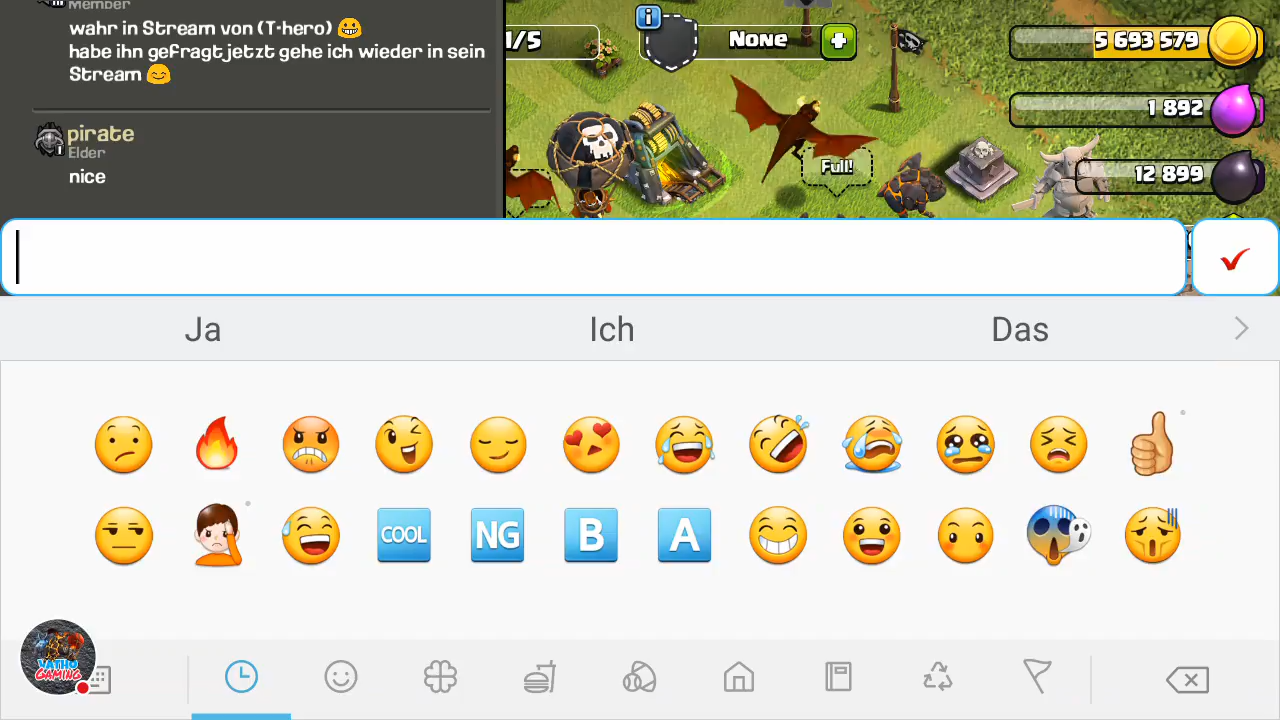 Member
wahr in Stream von (T-hero) 😀
habe ihn gefragt,jetzt gehe ich wieder in sein
Stream 😊
pirate
Elder
nice
1/5
None
5 693 579
1 892
12 899
Full!
Ja
Ich
Das
COOL
NG
B
A
VATHU
GAMING